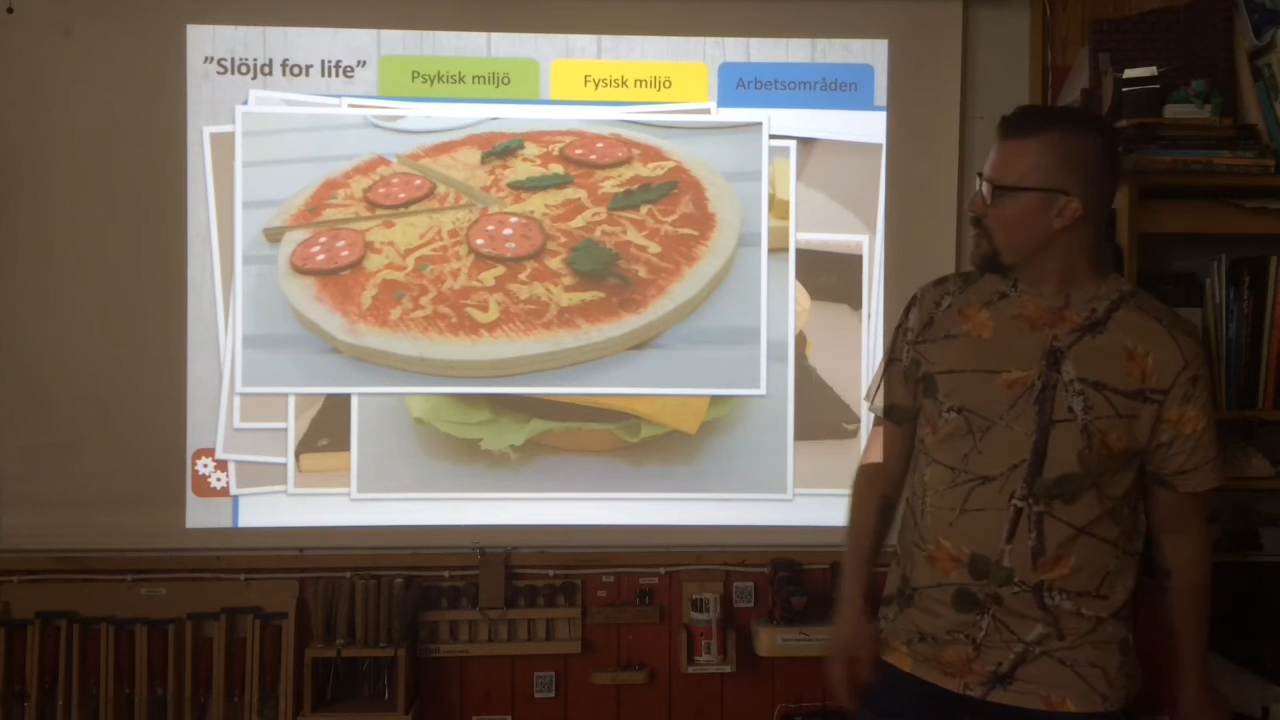 ”Slöjd for life”
Psykisk miljö
Fysisk miljö
Arbetsområden